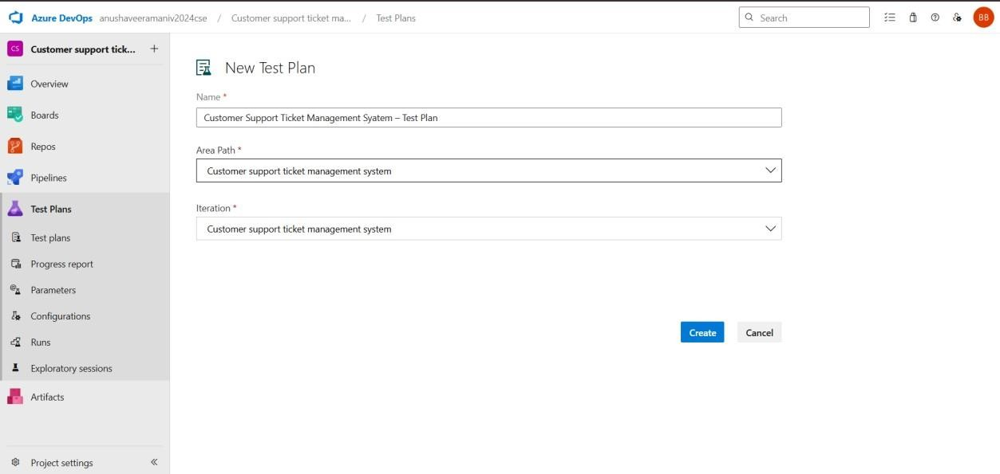 Azure DevOps anushaveeramaniv2024cse / Customer support ticket ma... / Test Plans
Search
BB
CS Customer support tick... +
Overview
Boards
Repos
Pipelines
Test Plans
Test plans
Progress report
Parameters
Configurations
Runs
Exploratory sessions
Artifacts
Project settings
New Test Plan
Name *
Customer Support Ticket Management Syatem – Test Plan
Area Path *
Customer support ticket management system
Iteration *
Customer support ticket management system
Create Cancel